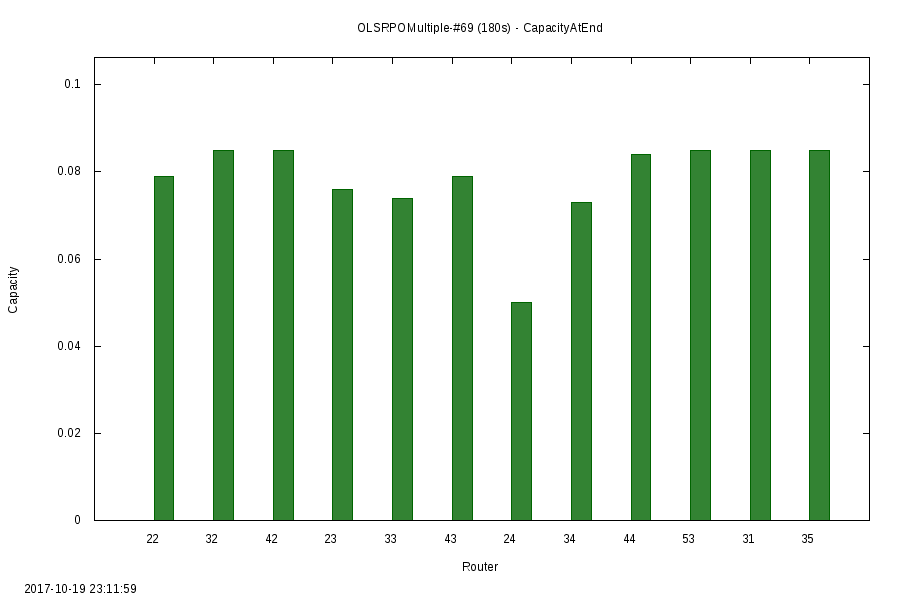 OLSRPOMultiple-#69 (180s) - CapacityAtEnd
0.1
0.08
0.06
0.04
0.02
0
Capacity
22 32 42 23 33 43 24 34 44 53 31 35
Router
2017-10-19 23:11:59